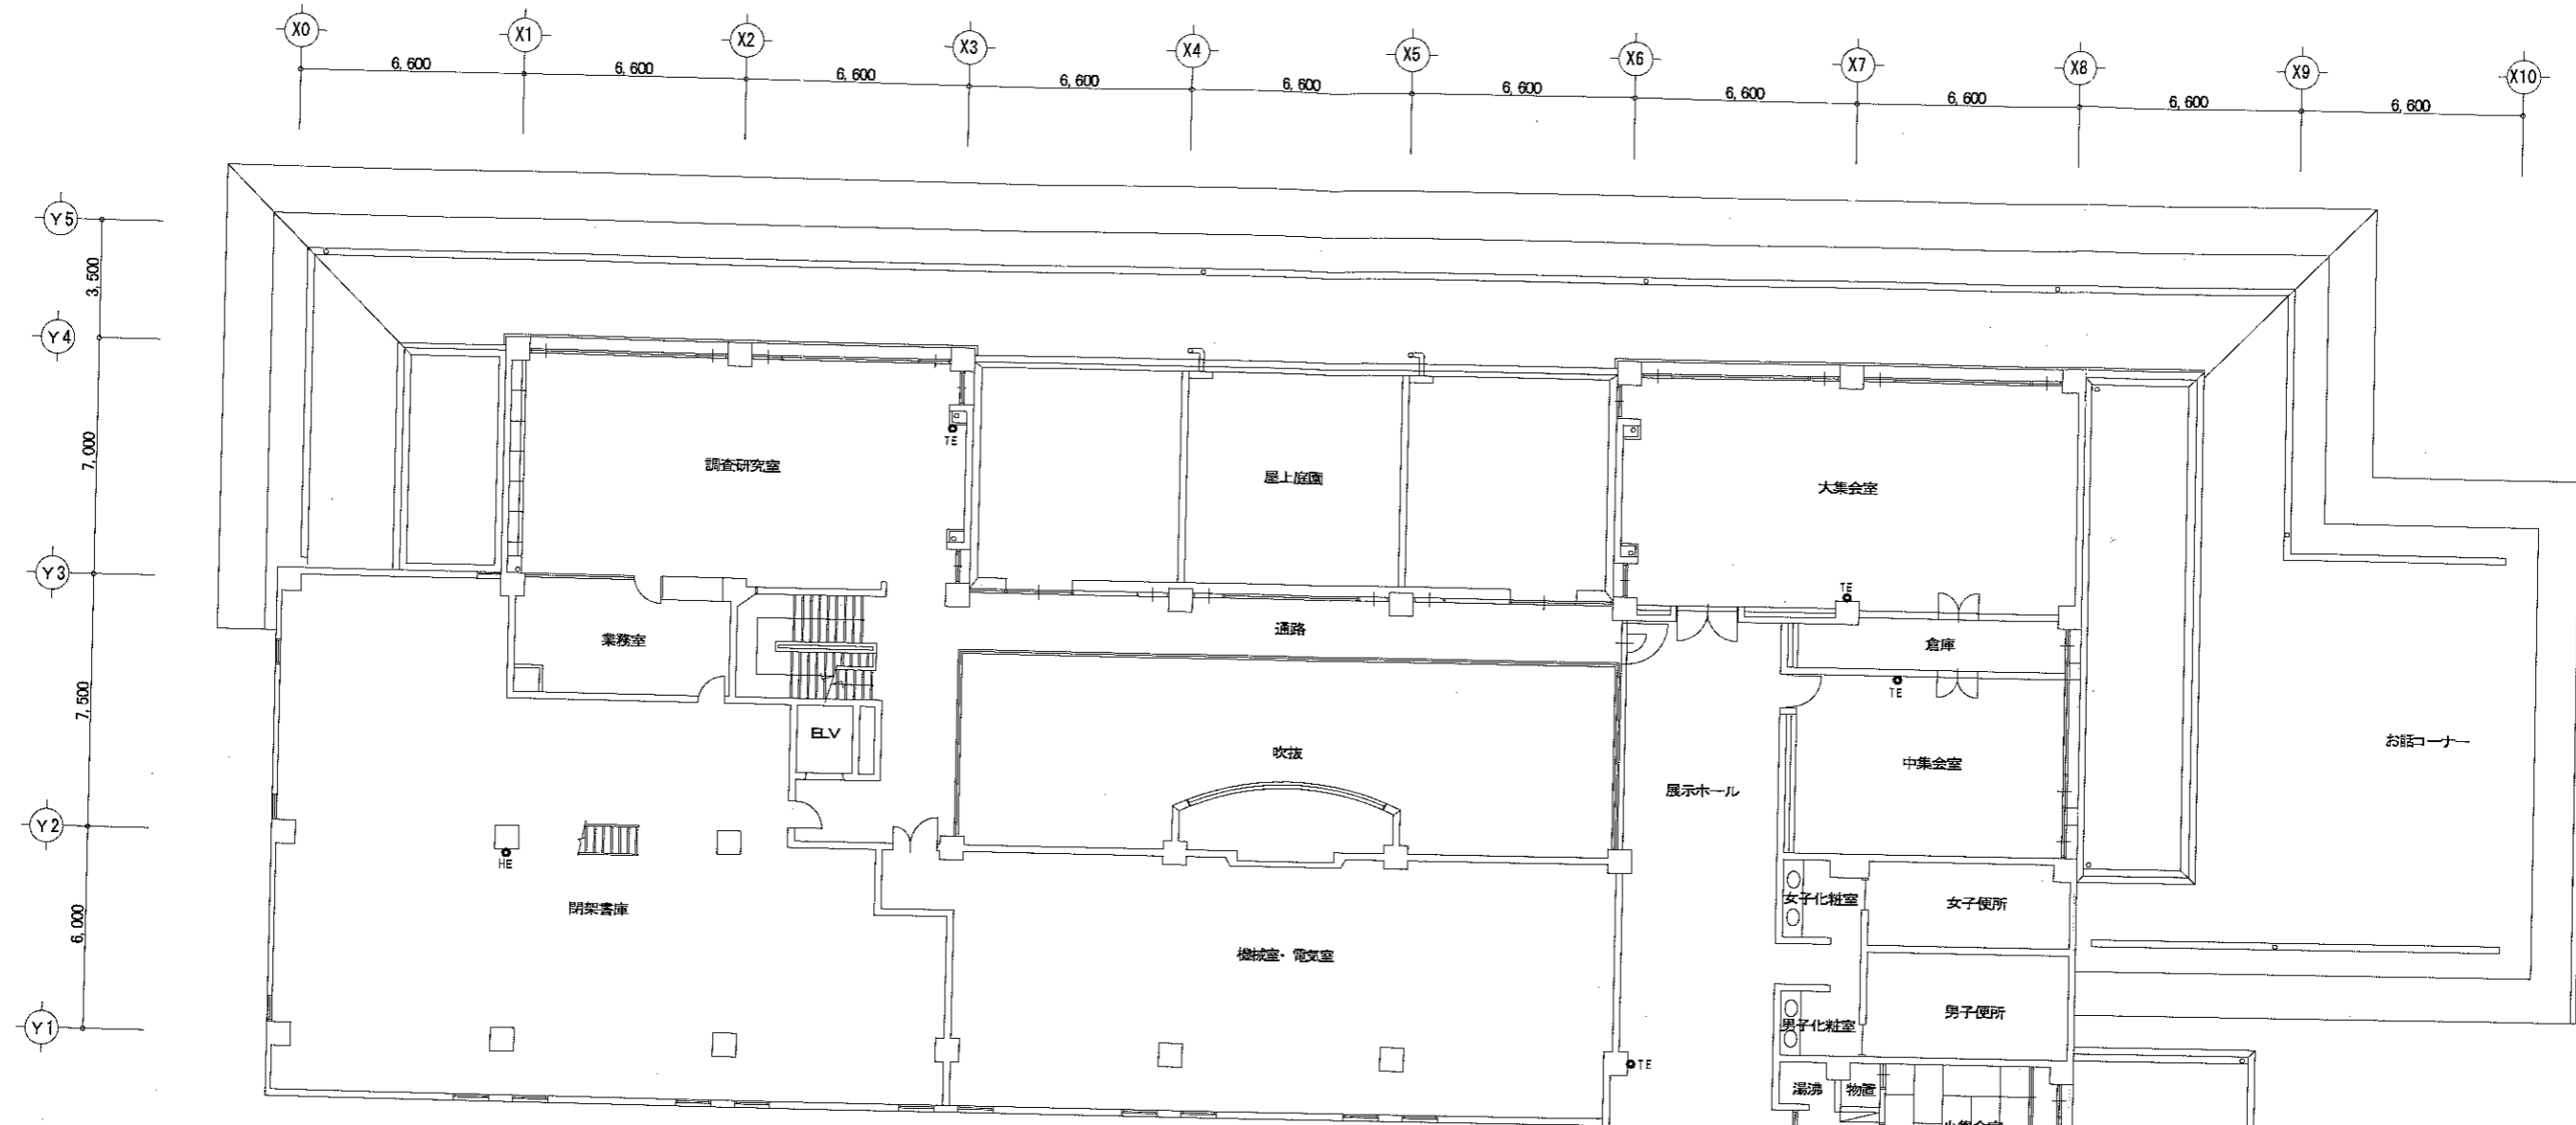 X0 X1 X2 X3 X4 X5 X6 X7 X8 X9 X10
6,600 6,600 6,600 6,600 6,600 6,600 6,600 6,600 6,600 6,600
Y5
3,500
Y4
7,000
Y3
7,500
Y2
6,000
Y1
TE
調査研究室
屋上庭園
大集会室
TE
業務室
通路
倉庫
TE
ELV
吹抜
中集会室
お話コーナー
展示ホール
HE
閉架書庫
女子化粧室
女子便所
機械室・電気室
男子便所
男子化粧室
TE
湯沸
物置